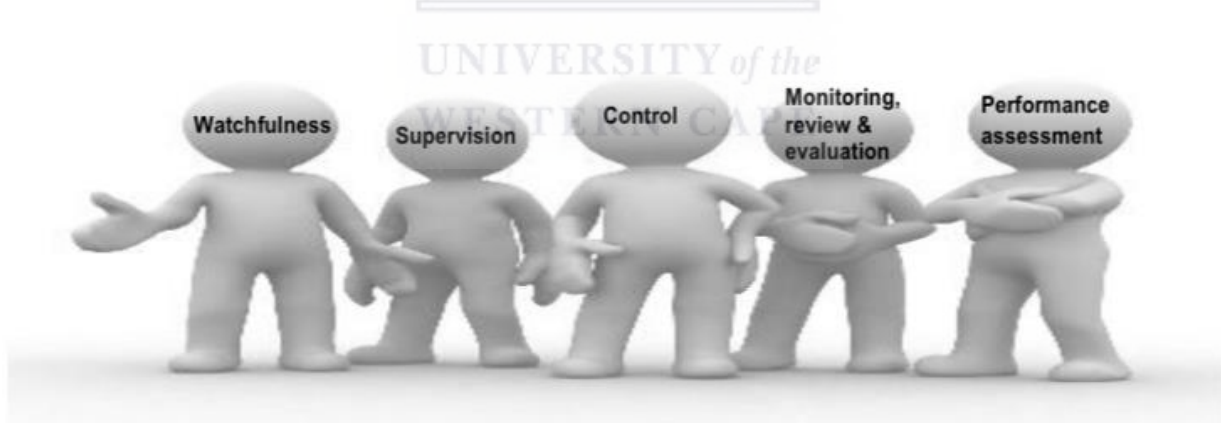 UNIVERSITY of the
WESTERN CAPE
Watchfulness
Supervision
Control
Monitoring,
review &
evaluation
Performance
assessment